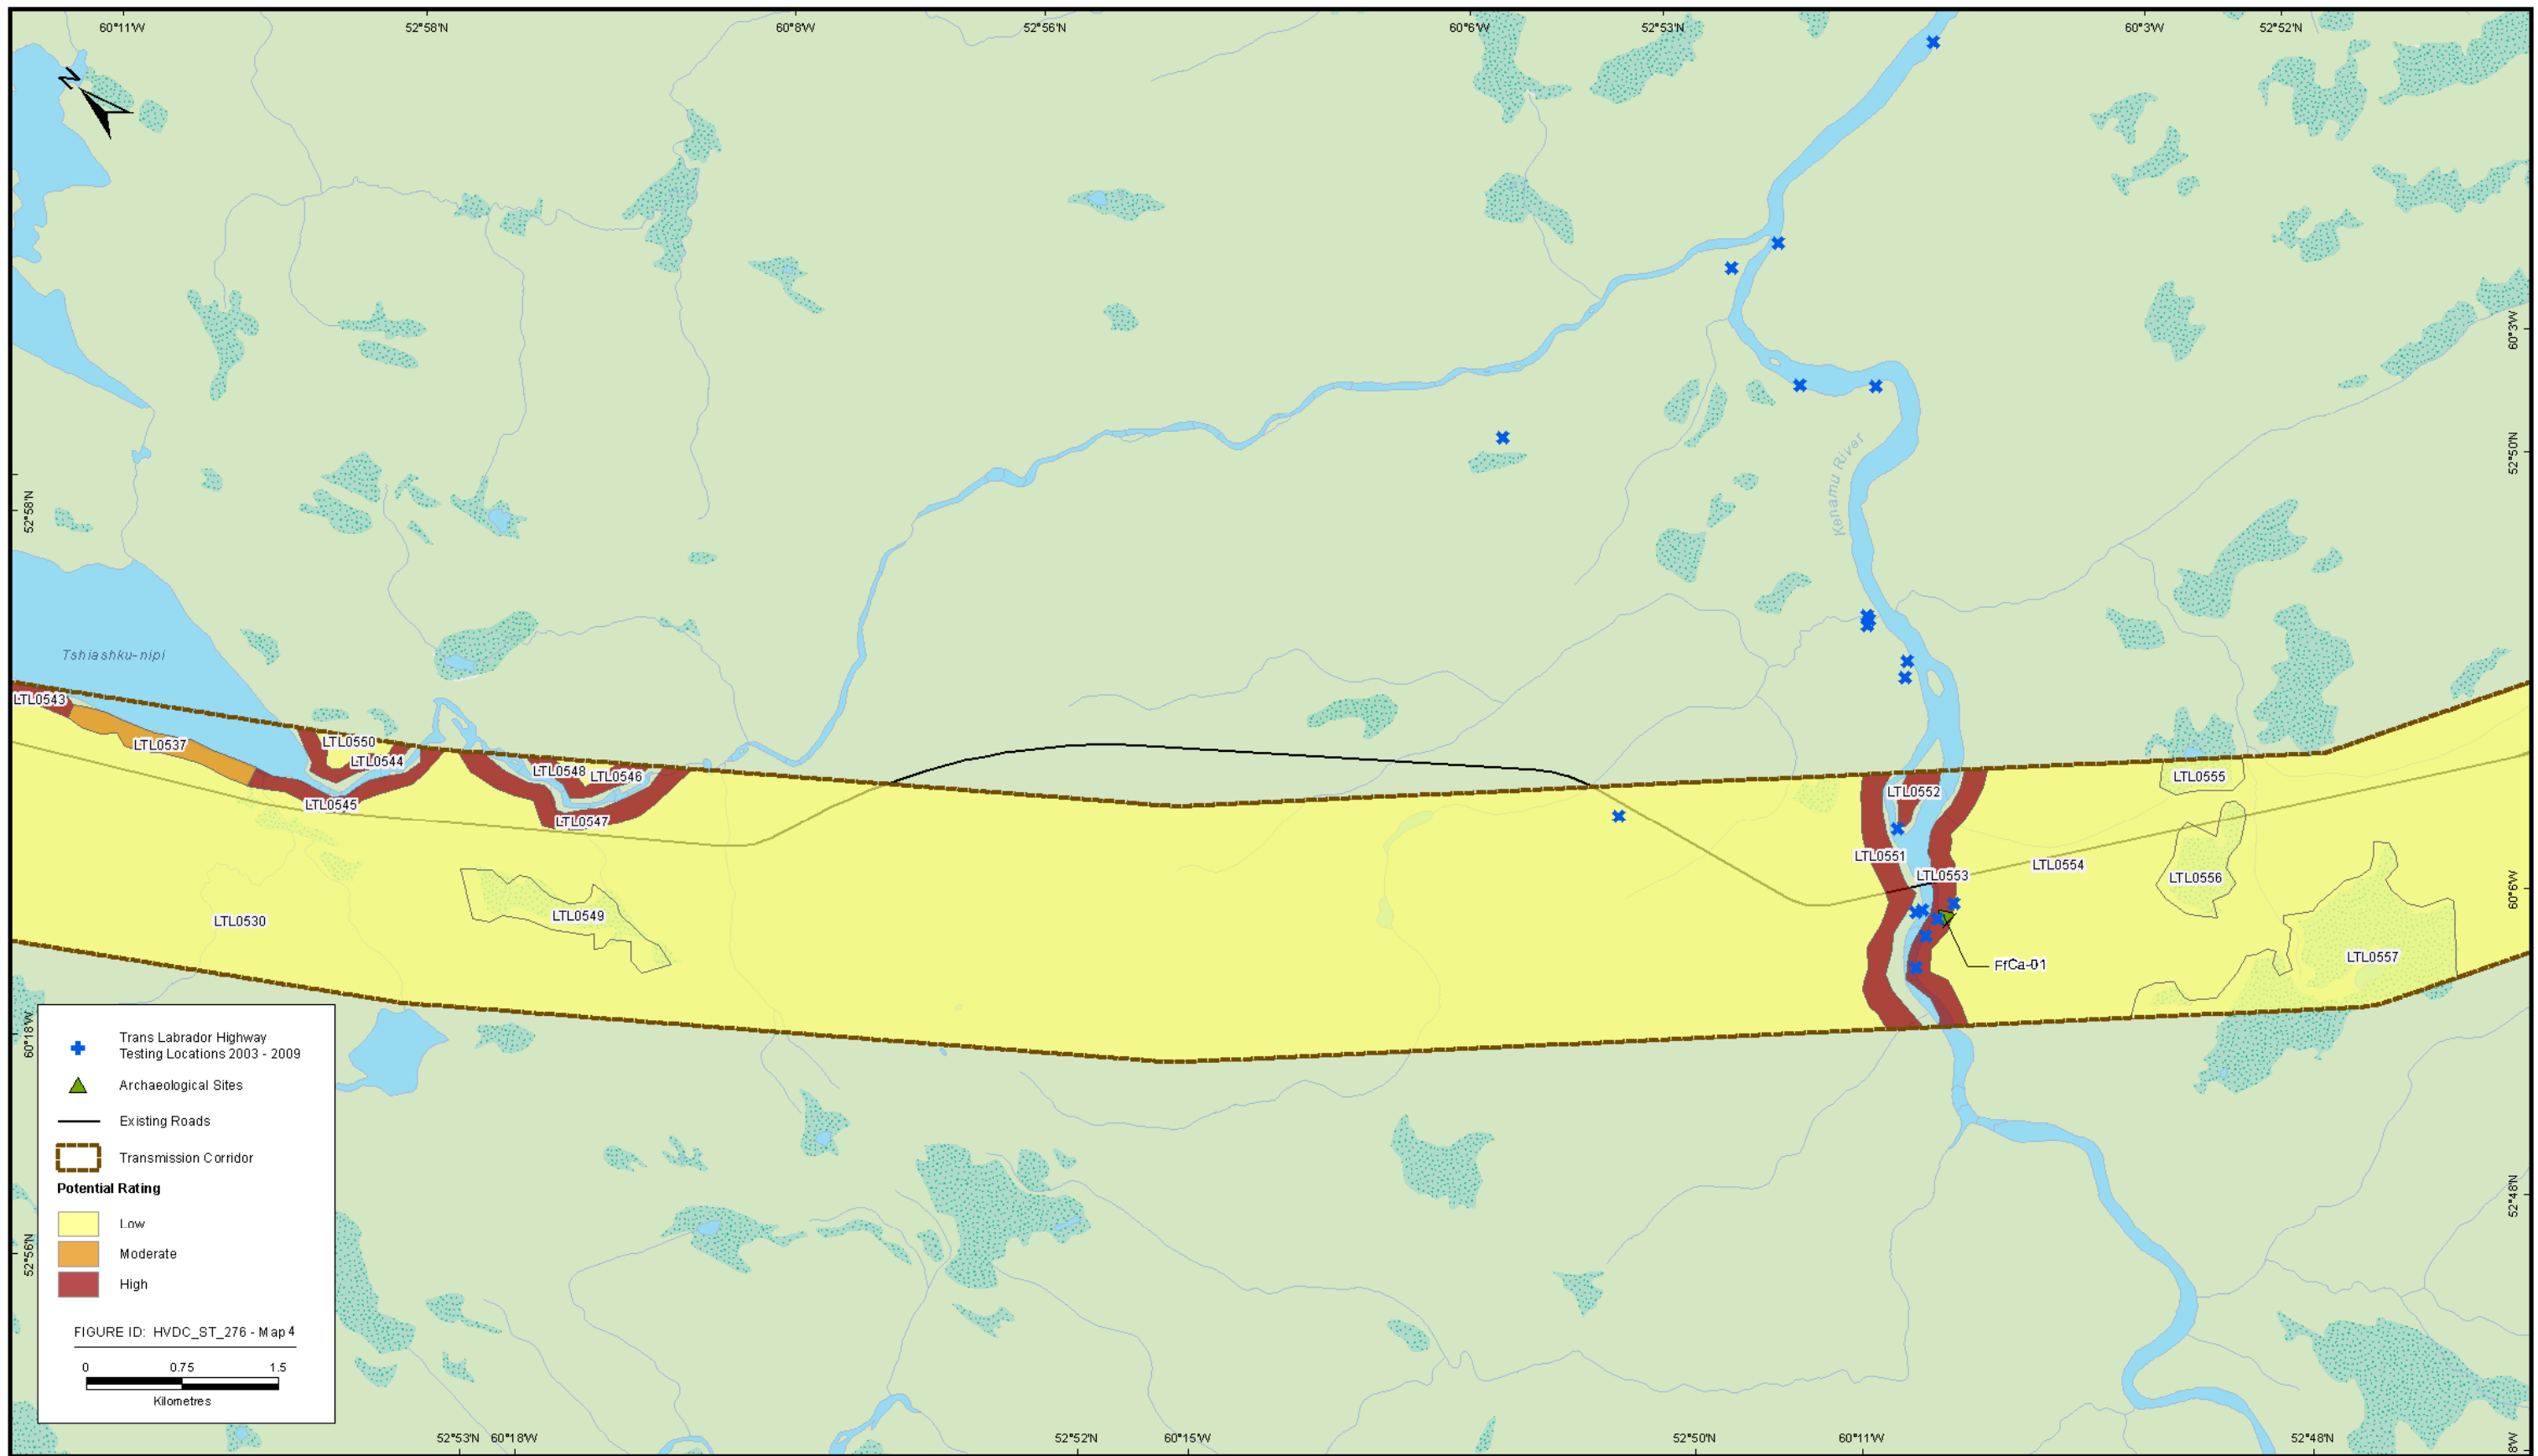 60°11'W
52°58'N
60°8'W
52°56'N
60°6'W
52°53'N
60°3'W
52°52'N
N
60°3'W
52°50'N
Kenamu River
52°58'N
Tshiashku-nipi
LTL0543
LTL0537
LTL0550
LTL0544
LTL0545
LTL0548
LTL0546
LTL0547
LTL0555
LTL0552
LTL0551
LTL0553
LTL0554
LTL0556
60°6'W
LTL0530
LTL0549
LTL0557
FfCa-01
60°18'W
Trans Labrador Highway
Testing Locations 2003 - 2009
Archaeological Sites
Existing Roads
Transmission Corridor
Potential Rating
Low
Moderate
High
52°48'N
52°56'N
FIGURE ID: HVDC_ST_276 - Map 4
0 0.75 1.5
Kilometres
52°53'N
60°18'W
52°52'N
60°15'W
52°50'N
60°11'W
52°48'N